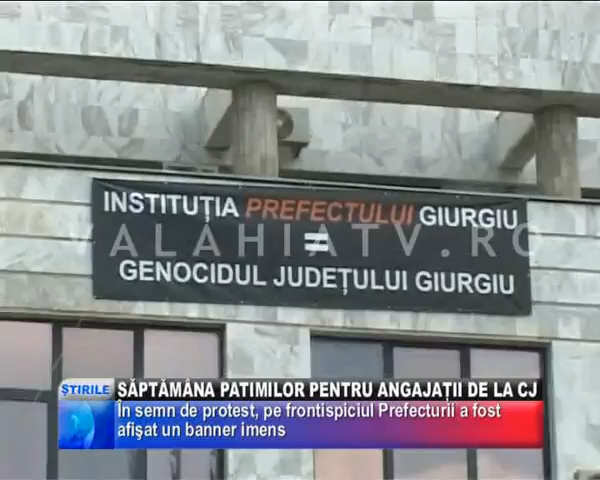 INSTITUȚIA PREFECTULUI GIURGIU
=
VALAHIATV.RO
GENOCIDUL JUDEȚULUI GIURGIU
ȘTIRILE
SĂPTĂMÂNA PATIMILOR PENTRU ANGAJAȚII DE LA CJ
În semn de protest, pe frontispiciul Prefecturii a fost
afişat un banner imens